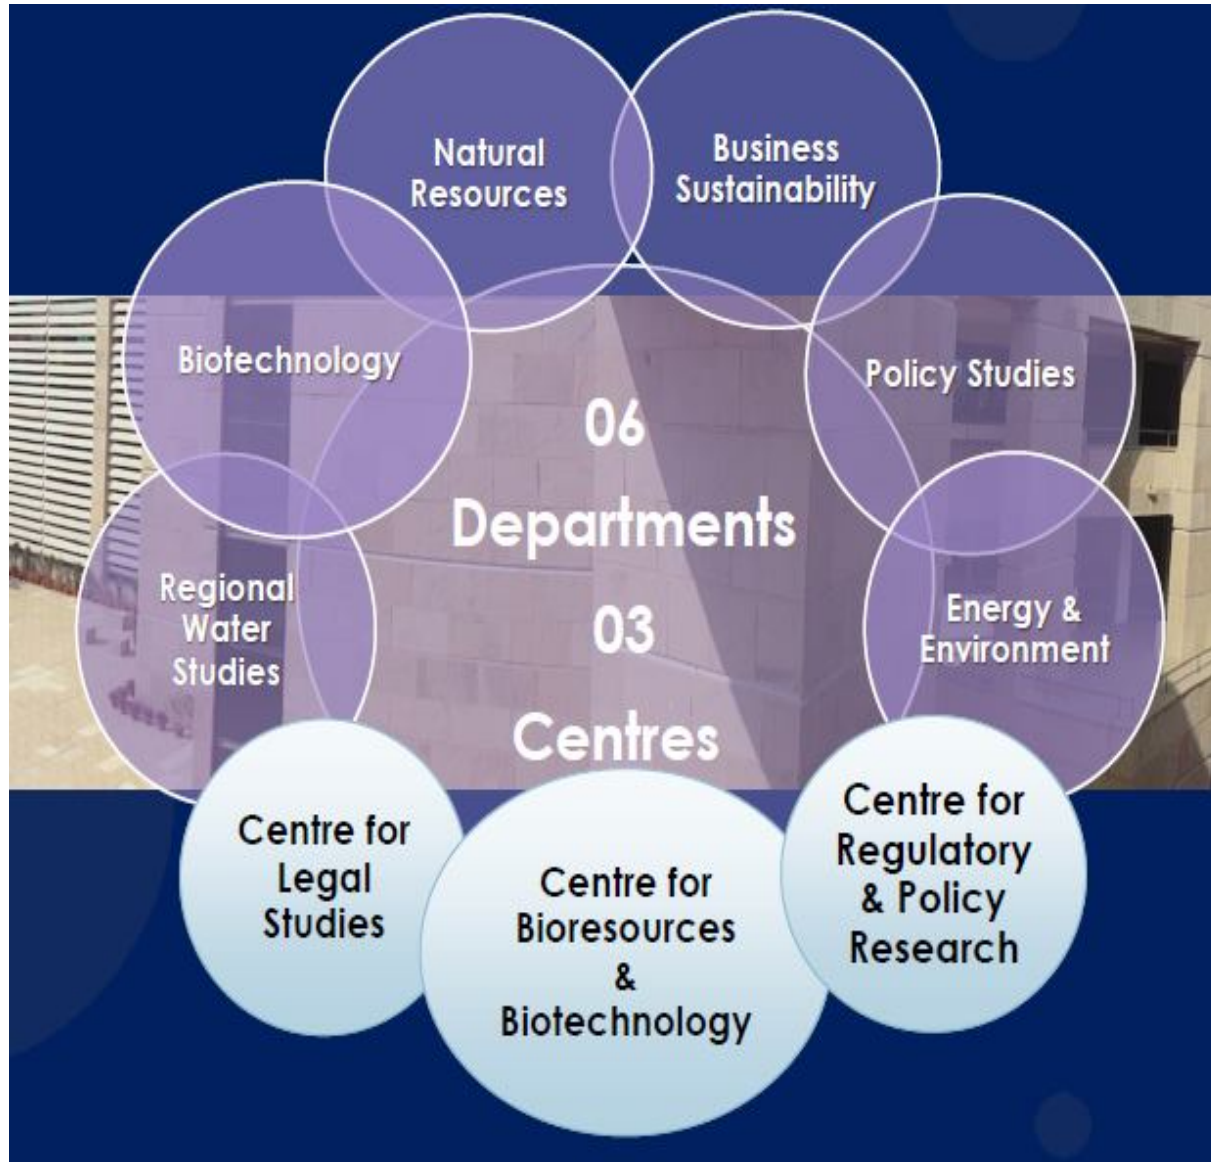 Natural
Resources
Business
Sustainability
Biotechnology
Policy Studies
06
Departments
03
Centres
Regional
Water
Studies
Energy &
Environment
Centre for
Legal
Studies
Centre for
Bioresources
&
Biotechnology
Centre for
Regulatory
& Policy
Research